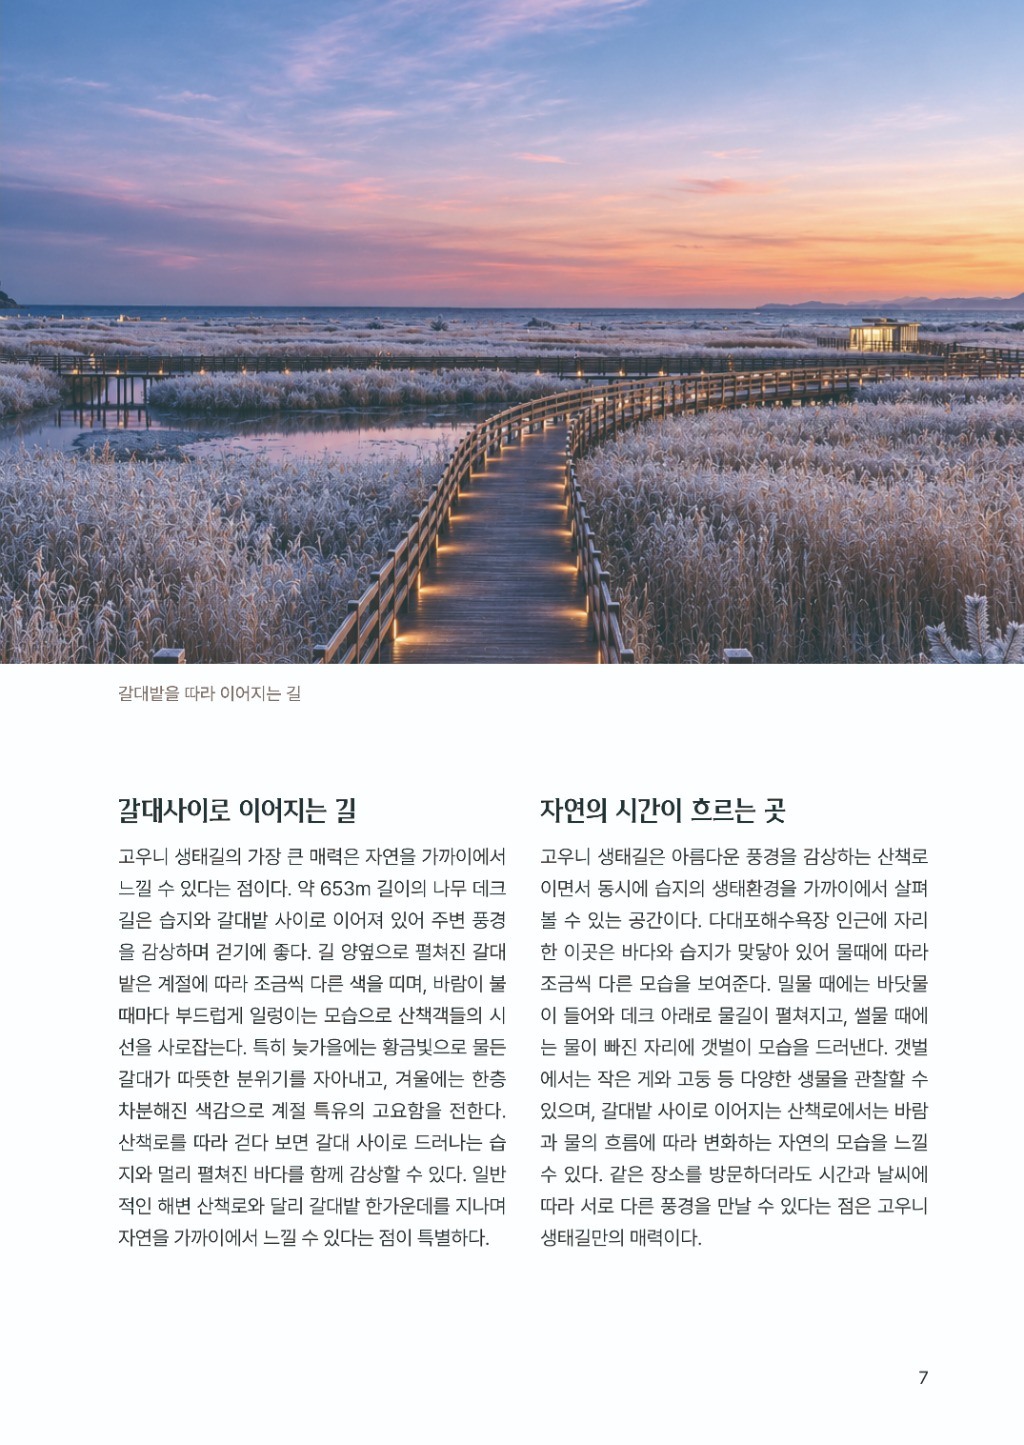 갈대밭을 따라 이어지는 길
갈대사이로 이어지는 길
고우니 생태길의 가장 큰 매력은 자연을 가까이에서
느낄 수 있다는 점이다. 약 653m 길이의 나무 데크
길은 습지와 갈대밭 사이로 이어져 있어 주변 풍경
을 감상하며 걷기에 좋다. 길 양옆으로 펼쳐진 갈대
밭은 계절에 따라 조금씩 다른 색을 띠며, 바람이 불
때마다 부드럽게 일렁이는 모습으로 산책객들의 시
선을 사로잡는다. 특히 늦가을에는 황금빛으로 물든
갈대가 따뜻한 분위기를 자아내고, 겨울에는 한층
차분해진 색감으로 계절 특유의 고요함을 전한다.
산책로를 따라 걷다 보면 갈대 사이로 드러나는 습
지와 멀리 펼쳐진 바다를 함께 감상할 수 있다. 일반
적인 해변 산책로와 달리 갈대밭 한가운데를 지나며
자연을 가까이에서 느낄 수 있다는 점이 특별하다.
자연의 시간이 흐르는 곳
고우니 생태길은 아름다운 풍경을 감상하는 산책로
이면서 동시에 습지의 생태환경을 가까이에서 살펴
볼 수 있는 공간이다. 다대포해수욕장 인근에 자리
한 이곳은 바다와 습지가 맞닿아 있어 물때에 따라
조금씩 다른 모습을 보여준다. 밀물 때에는 바닷물
이 들어와 데크 아래로 물길이 펼쳐지고, 썰물 때에
는 물이 빠진 자리에 갯벌이 모습을 드러낸다. 갯벌
에서는 작은 게와 고둥 등 다양한 생물을 관찰할 수
있으며, 갈대밭 사이로 이어지는 산책로에서는 바람
과 물의 흐름에 따라 변화하는 자연의 모습을 느낄
수 있다. 같은 장소를 방문하더라도 시간과 날씨에
따라 서로 다른 풍경을 만날 수 있다는 점은 고우니
생태길만의 매력이다.
7